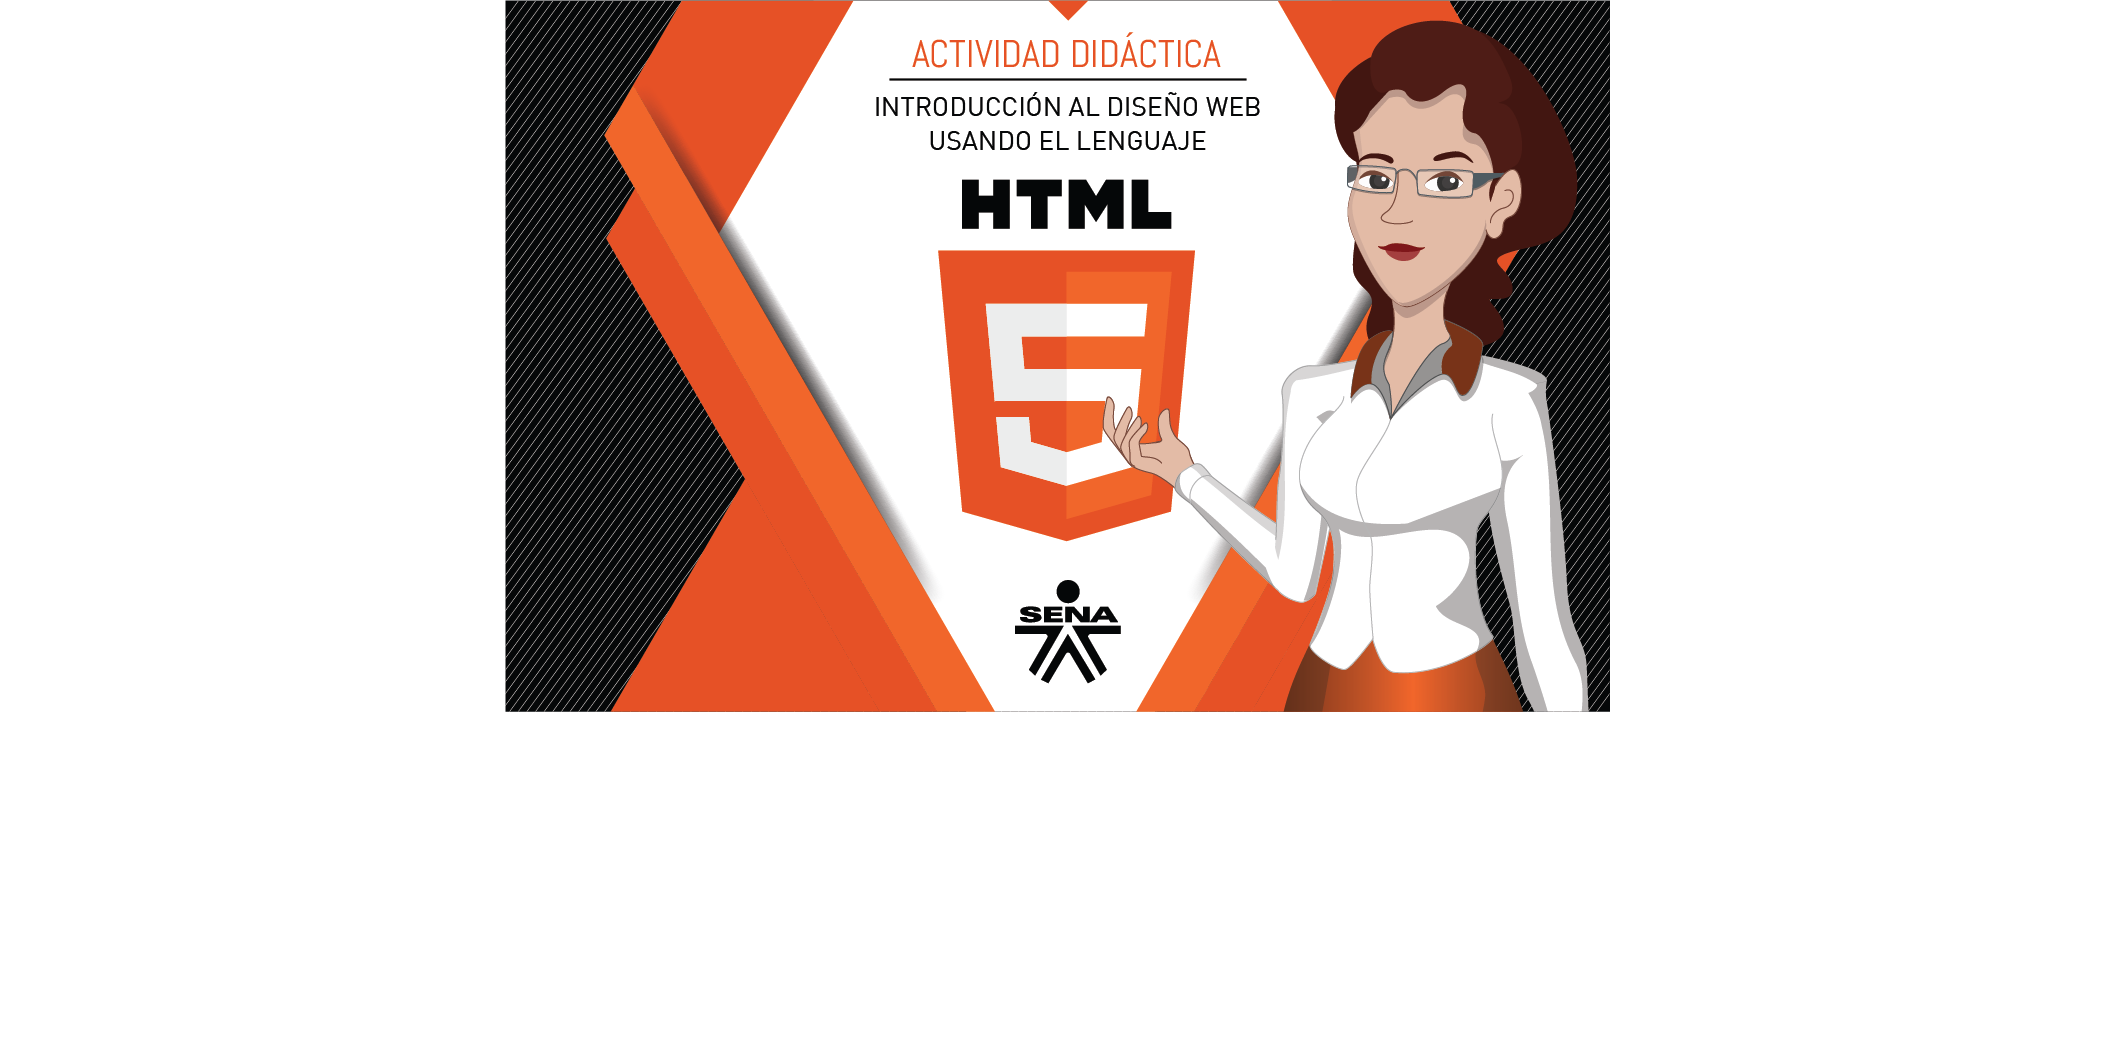 ACTIVIDAD DIDÁCTICA
INTRODUCCIÓN AL DISEÑO WEB
USANDO EL LENGUAJE
HTML
5
SENA